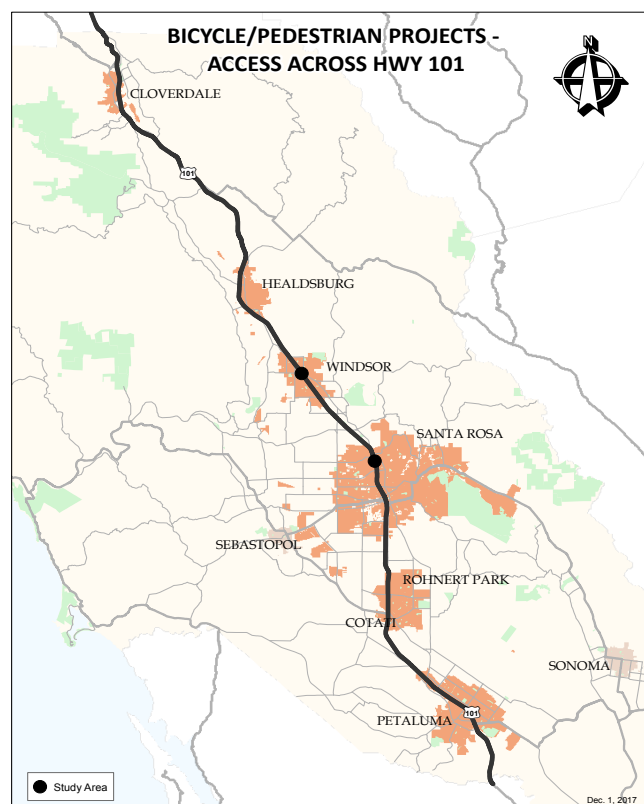 BICYCLE/PEDESTRIAN PROJECTS -
ACCESS ACROSS HWY 101
N
CLOVERDALE
101
HEALDSBURG
WINDSOR
SANTA ROSA
SEBASTOPOL
ROHNERT PARK
COTATI
SONOMA
PETALUMA
101
Study Area
Dec. 1, 2017